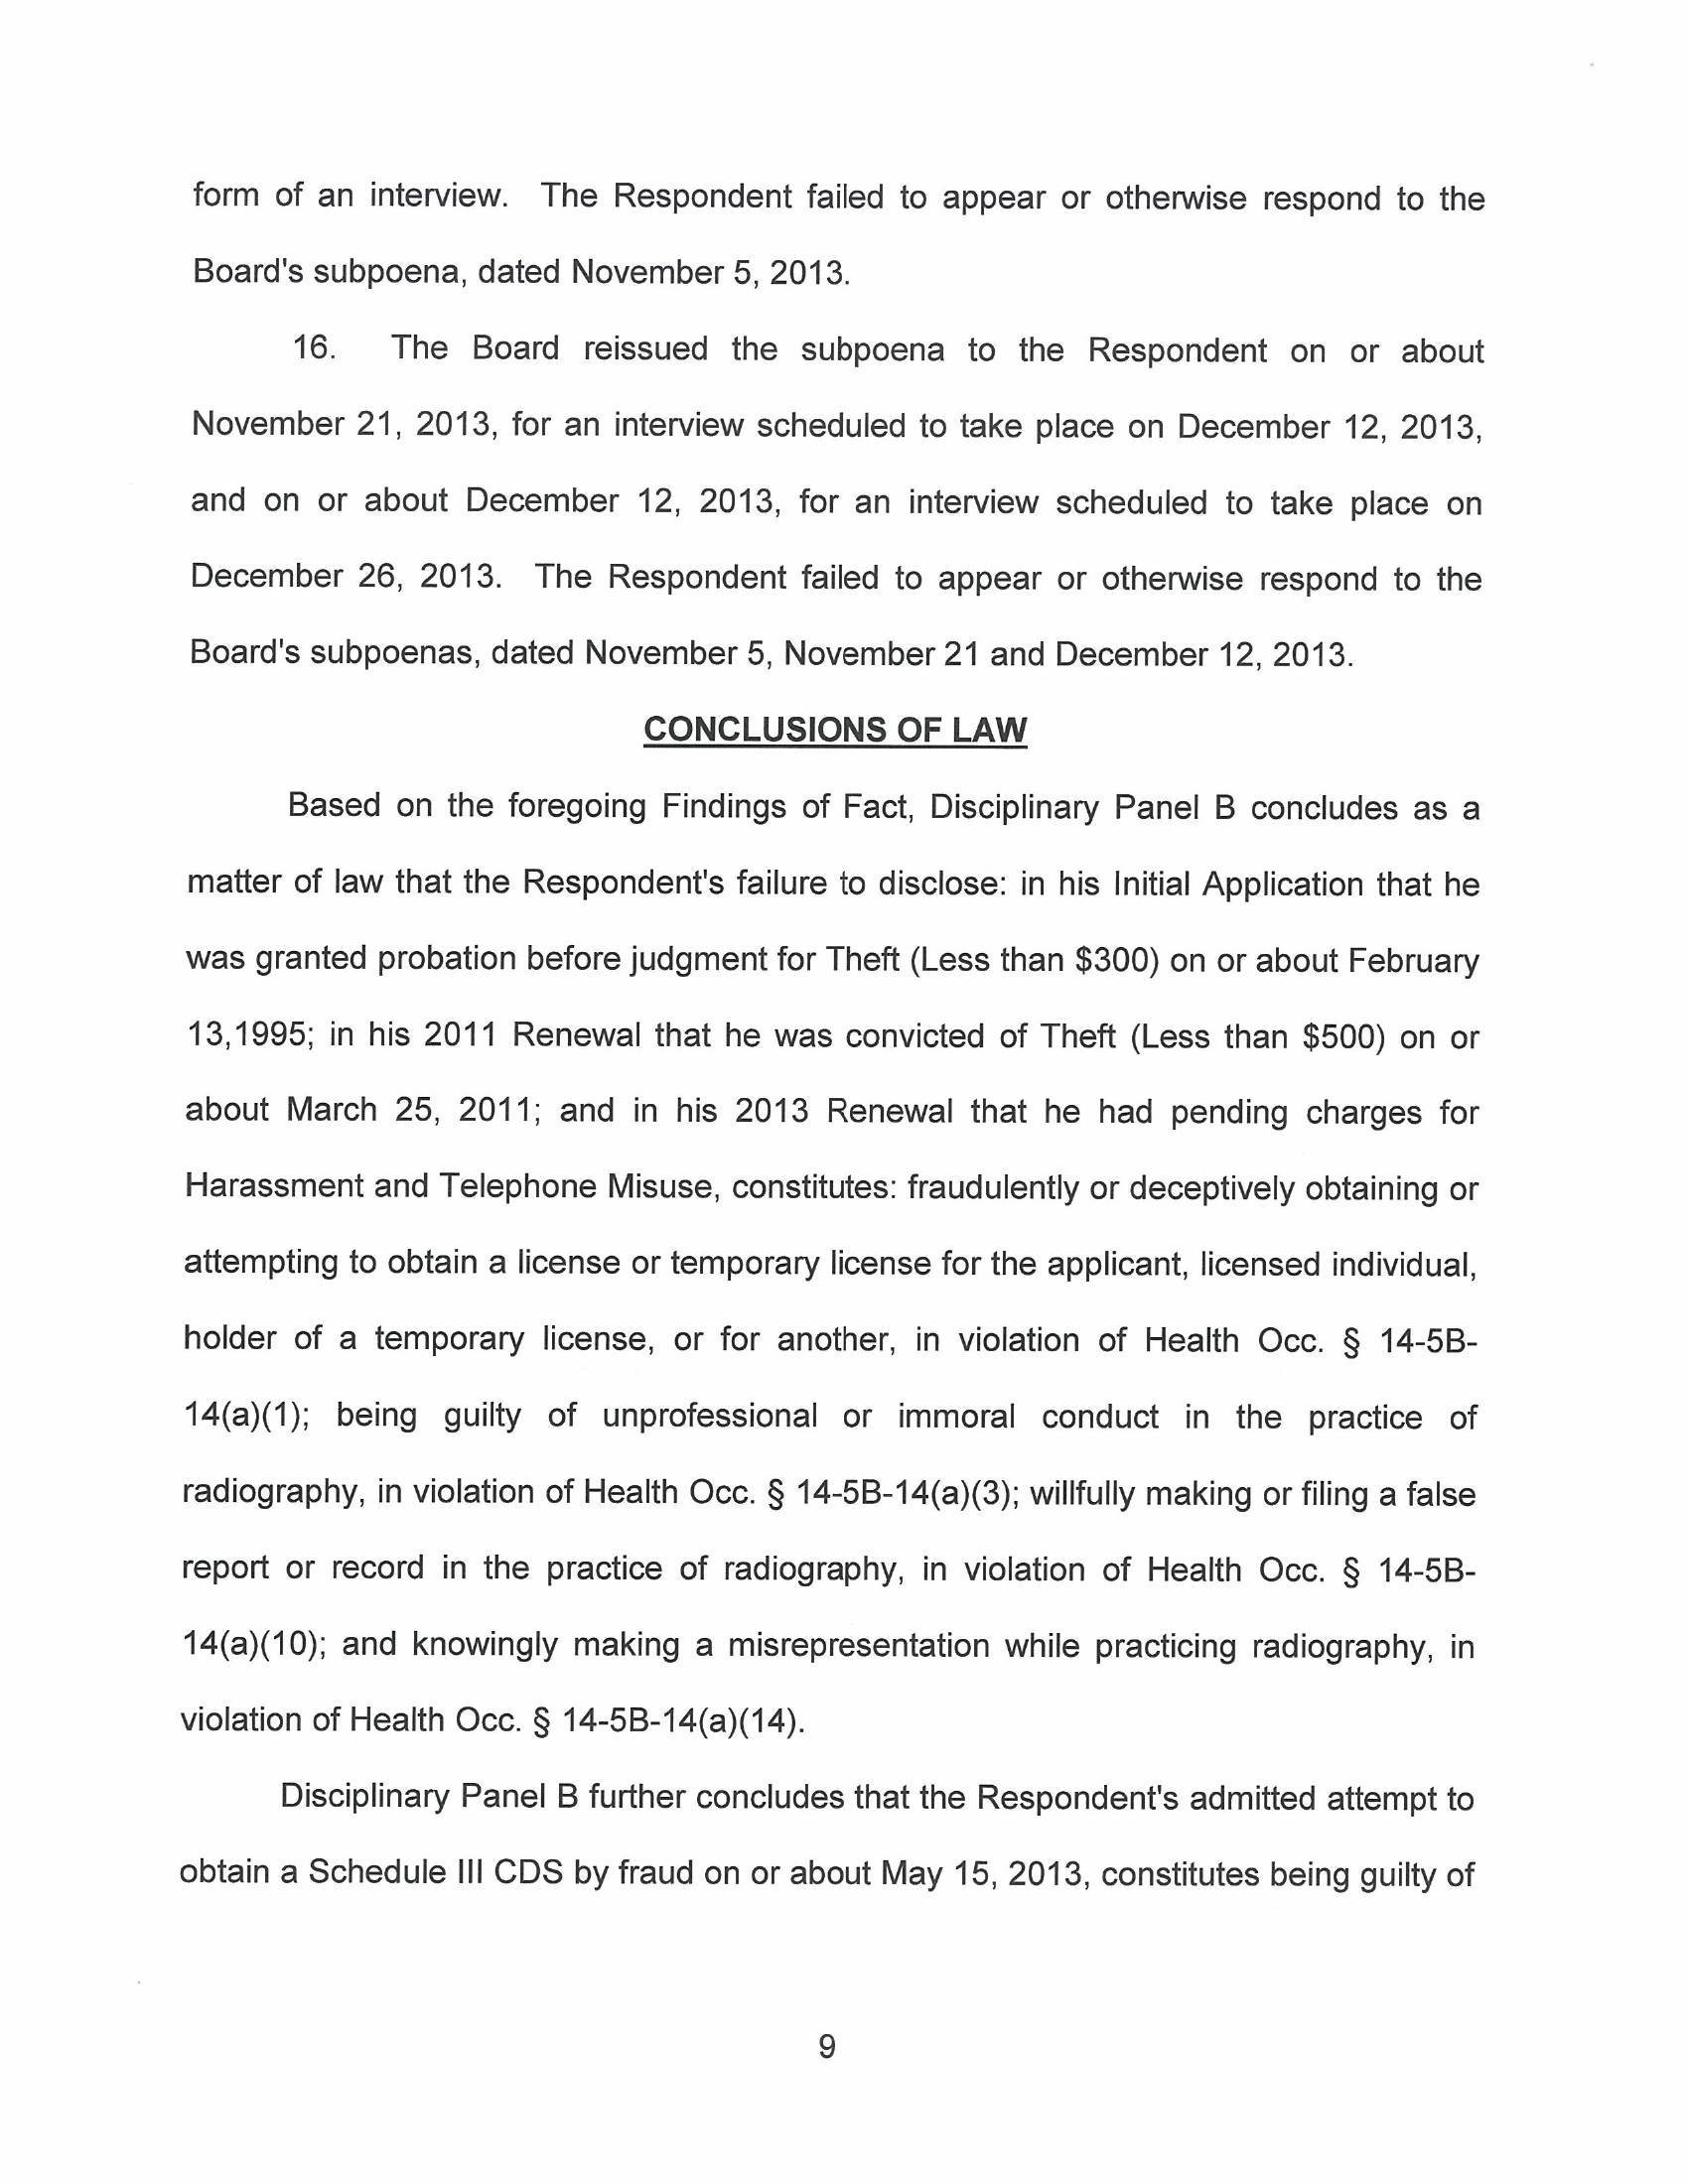 form of an interview. The Respondent failed to appear or otherwise respond to the
Board's subpoena, dated November 5, 2013.
16. The Board reissued the subpoena to the Respondent on or about
November 21, 2013, for an interview scheduled to take place on December 12, 2013,
and on or about December 12, 2013, for an interview scheduled to take place on
December 26, 2013. The Respondent failed to appear or otherwise respond to the
Board's subpoenas, dated November 5, November 21 and December 12, 2013.
CONCLUSIONS OF LAW
Based on the foregoing Findings of Fact, Disciplinary Panel B concludes as a
matter of law that the Respondent's failure to disclose: in his Initial Application that he
was granted probation before judgment for Theft (Less than $300) on or about February
13,1995; in his 2011 Renewal that he was convicted of Theft (Less than $500) on or
about March 25, 2011; and in his 2013 Renewal that he had pending charges for
Harassment and Telephone Misuse, constitutes: fraudulently or deceptively obtaining or
attempting to obtain a license or temporary license for the applicant, licensed individual,
holder of a temporary license, or for another, in violation of Health Occ. § 14-5B-
14(a)(1); being guilty of unprofessional or immoral conduct in the practice of
radiography, in violation of Health Occ. § 14-5B-14(a)(3); willfully making or filing a false
report or record in the practice of radiography, in violation of Health Occ. § 14-5B-
14(a)(10); and knowingly making a misrepresentation while practicing radiography, in
violation of Health Occ. § 14-5B-14(a)(14).
Disciplinary Panel B further concludes that the Respondent's admitted attempt to
obtain a Schedule III CDS by fraud on or about May 15, 2013, constitutes being guilty of
9